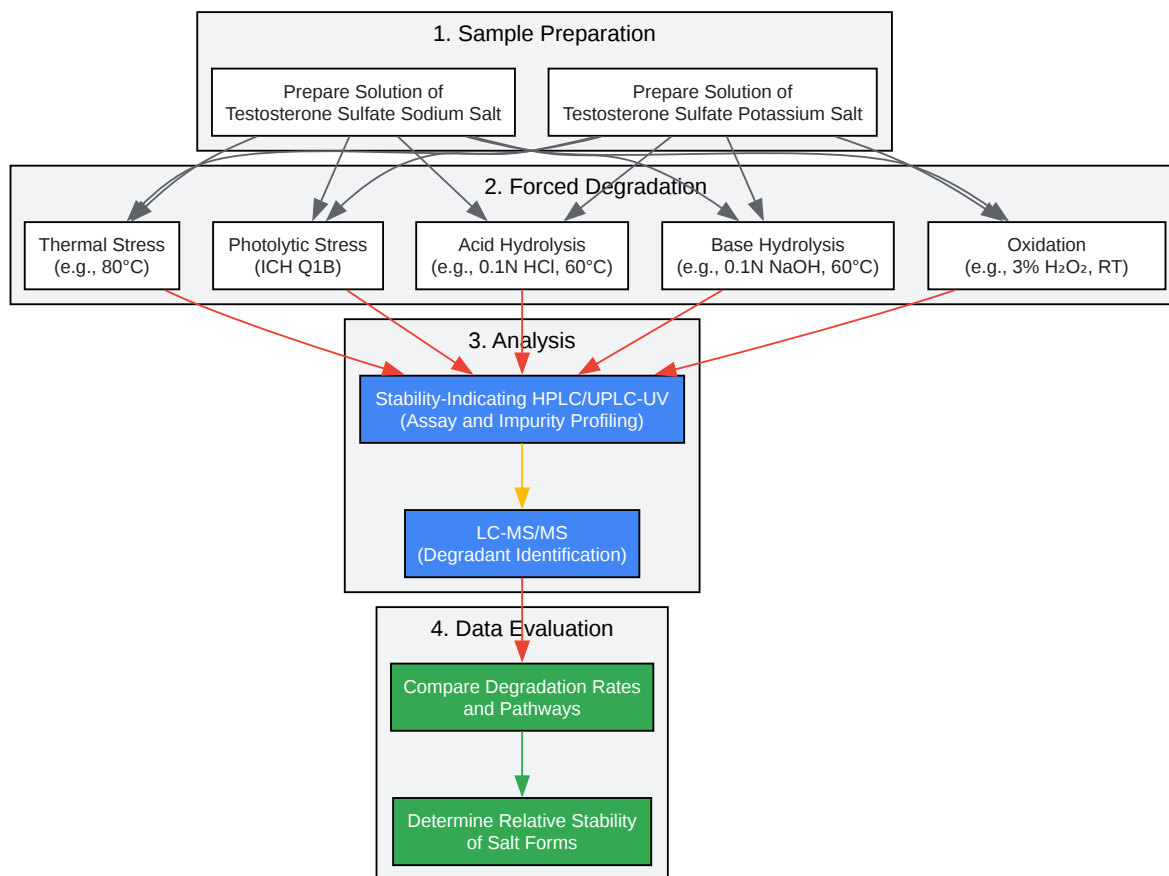 1. Sample Preparation
Prepare Solution of
Testosterone Sulfate Sodium Salt
Prepare Solution of
Testosterone Sulfate Potassium Salt
2. Forced Degradation
Thermal Stress
(e.g., 80°C)
Photolytic Stress
(ICH Q1B)
Acid Hydrolysis
(e.g., 0.1N HCl, 60°C)
Base Hydrolysis
(e.g., 0.1N NaOH, 60°C)
Oxidation
(e.g., 3% H₂O₂, RT)
3. Analysis
Stability-Indicating HPLC/UPLC-UV
(Assay and Impurity Profiling)
LC-MS/MS
(Degradant Identification)
4. Data Evaluation
Compare Degradation Rates
and Pathways
Determine Relative Stability
of Salt Forms